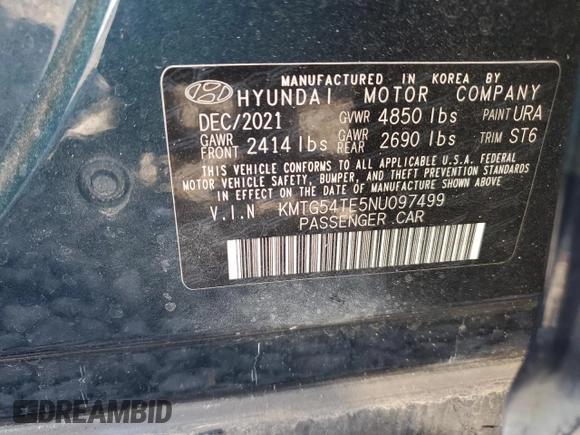 MANUFACTURED IN KOREA BY
HYUNDAI MOTOR COMPANY
DEC/2021 GVWR 4850 lbs PAINT URA
GAWR FRONT 2414 lbs GAWR REAR 2690 lbs TRIM ST6
THIS VEHICLE CONFORMS TO ALL APPLICABLE U.S.A. FEDERAL
MOTOR VEHICLE SAFETY, BUMPER, AND THEFT PREVENTION STANDARDS
IN EFFECT ON THE DATE OF MANUFACTURE SHOWN ABOVE.
V.I.N KMTG54TE5NU097499
PASSENGER CAR
DREAMBID